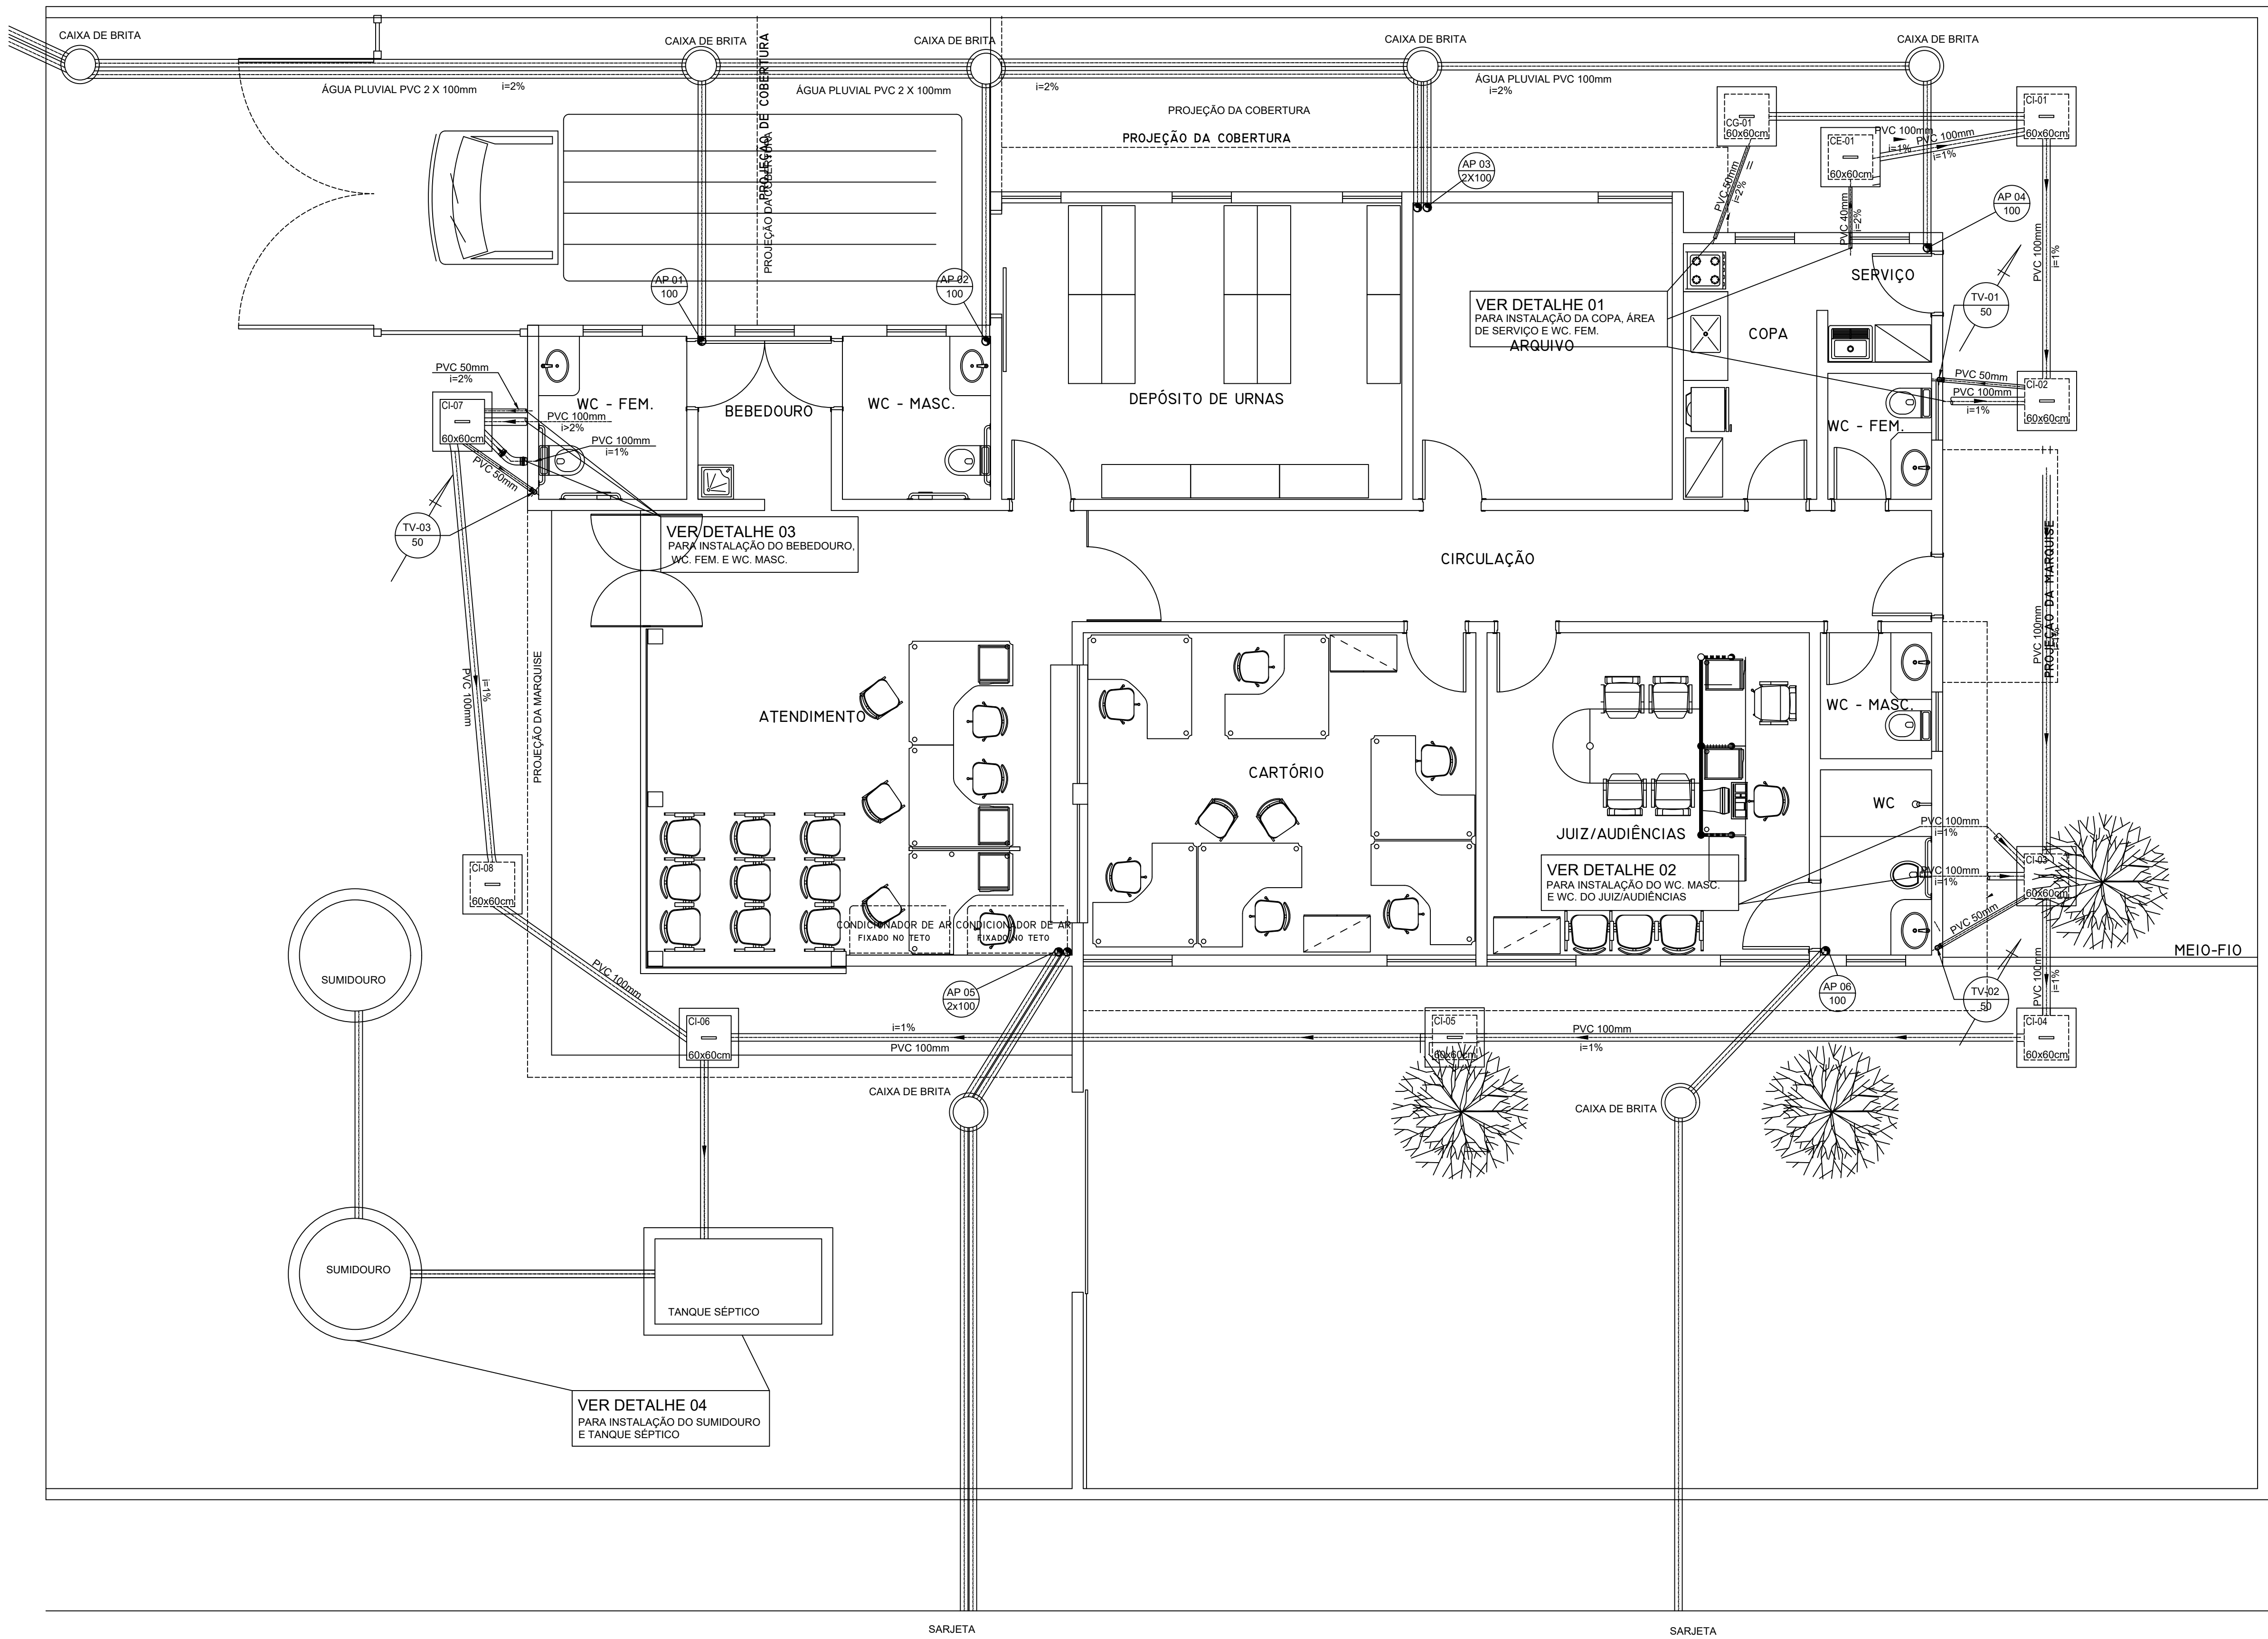 CAIXA DE BRITA
CAIXA DE BRITA
CAIXA DE BRITA
CAIXA DE BRITA
CAIXA DE BRITA
ÁGUA PLUVIAL PVC 2 X 100mm
i=2%
ÁGUA PLUVIAL PVC 2 X 100mm
i=2%
ÁGUA PLUVIAL PVC 100mm
i=2%
PROJEÇÃO DE COBERTURA
PROJEÇÃO DA COBERTURA
PROJEÇÃO DA COBERTURA
PROJEÇÃO DA COBERTURA
CG-01
60x60cm
CE-01
60x60cm
CI-01
60x60cm
PVC 100mm
i=1%
PVC 100mm
i=1%
PVC 50mm
i=2%
PVC 40mm
i=2%
PVC 100mm
i=1%
AP 03
2X100
AP 04
100
AP 01
100
AP 02
100
SERVIÇO
TV-01
50
VER DETALHE 01
PARA INSTALAÇÃO DA COPA, ÁREA
DE SERVIÇO E WC. FEM.
ARQUIVO
COPA
PVC 50mm
i=2%
CI-07
60x60cm
WC - FEM.
PVC 100mm
i>2%
PVC 100mm
i=1%
PVC 50mm
BEBEDOURO
WC - MASC.
DEPÓSITO DE URNAS
WC - FEM.
PVC 50mm
PVC 100mm
i=1%
CI-02
60x60cm
TV-03
50
VER DETALHE 03
PARA INSTALAÇÃO DO BEBEDOURO,
WC. FEM. E WC. MASC.
CIRCULAÇÃO
PROJEÇÃO DA MARQUISE
PVC 100mm
i=1%
PVC 100mm
i=1%
PROJEÇÃO DA MARQUISE
ATENDIMENTO
CARTÓRIO
WC - MASC.
WC
JUIZ/AUDIÊNCIAS
PVC 100mm
i=1%
PVC 100mm
i=1%
CI-03
60x60cm
PVC 50mm
VER DETALHE 02
PARA INSTALAÇÃO DO WC. MASC.
E WC. DO JUIZ/AUDIÊNCIAS
CI-08
60x60cm
CONDICIONADOR DE AR
FIXADO NO TETO
CONDICIONADOR DE AR
FIXADO NO TETO
MEIO-FIO
SUMIDOURO
PVC 100mm
AP 05
2x100
AP 06
100
TV-02
50
PVC 100mm
i=1%
CI-06
60x60cm
i=1%
PVC 100mm
CI-05
60x60cm
PVC 100mm
i=1%
CI-04
60x60cm
CAIXA DE BRITA
CAIXA DE BRITA
SUMIDOURO
TANQUE SÉPTICO
VER DETALHE 04
PARA INSTALAÇÃO DO SUMIDOURO
E TANQUE SÉPTICO
SARJETA
SARJETA